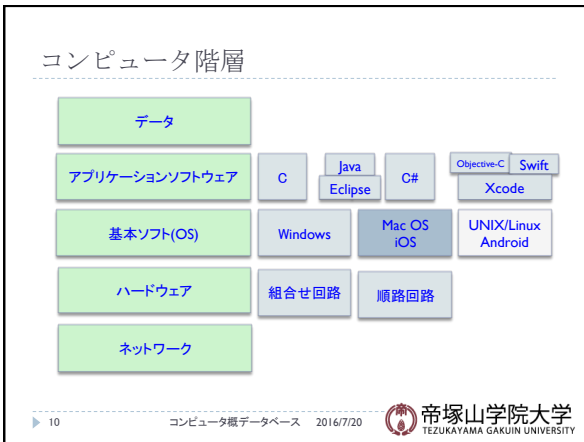 コンピュータ階層
データ
アプリケーションソフトウェア
C
Java
Eclipse
C#
Objective-C
Swift
Xcode
基本ソフト(OS)
Windows
Mac OS
iOS
UNIX/Linux
Android
ハードウェア
組合せ回路
順路回路
ネットワーク
10
コンピュータ概データベース
2016/7/20
帝塚山学院大学
TEZUKAYAMA GAKUIN UNIVERSITY